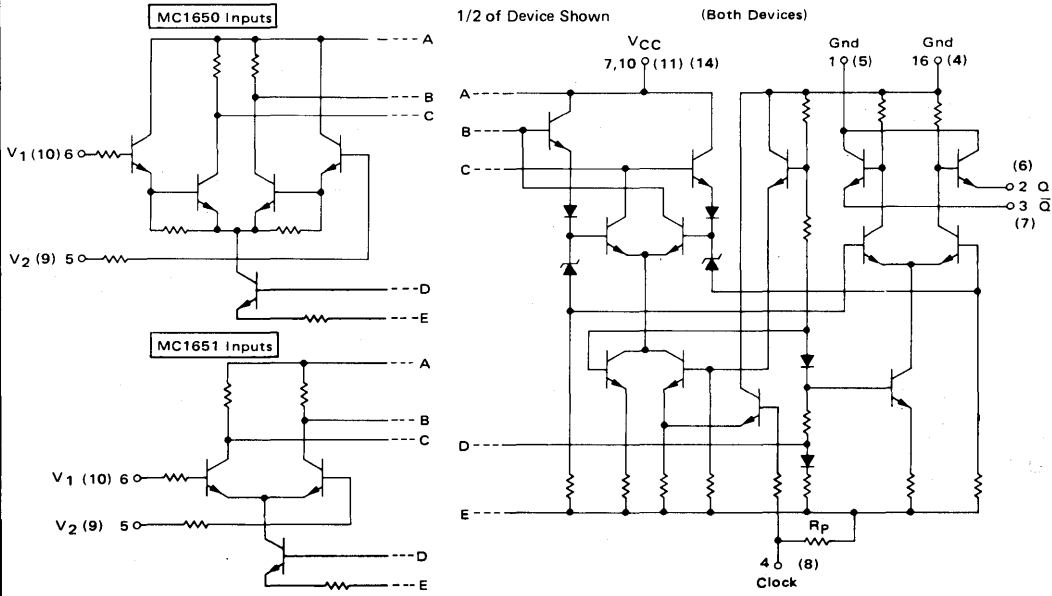 MC1650 Inputs
A
B
C
V1 (10) 6
V2 (9) 5
D
E
MC1651 Inputs
A
B
C
V1 (10) 6
V2 (9) 5
D
E
1/2 of Device Shown (Both Devices)
VCC
7,10 (11) (14)
Gnd
1 (5)
Gnd
16 (4)
A
B
C
(6)
2 Q
3 Q̅
(7)
D
E
Rp
4 (8)
Clock